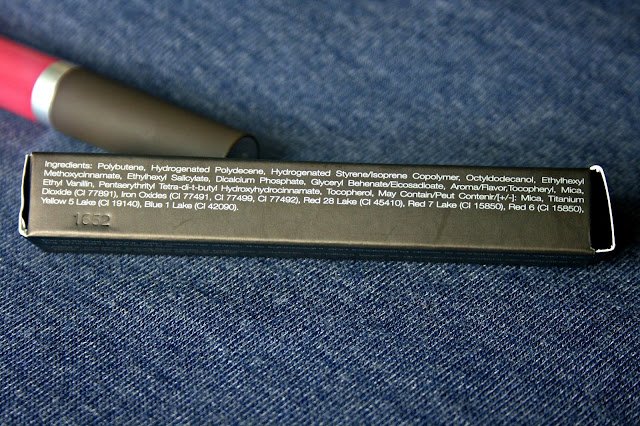 Ingredients: Polybutene, Hydrogenated Polydecene, Hydrogenated Styrene/Isoprene Copolymer, Octyldodecanol, Ethylhexyl
Methoxycinnamate, Ethylhexyl Salicylate, Dicalcium Phosphate, Glyceryl Behenate/Eicosadioate, Aroma/Flavor,Tocopheryl, Mica,
Ethyl Vanillin, Pentaerythrityl Tetra-di-t-butyl Hydroxyhydrocinnamate, Tocopherol, May Contain/Peut Contenir/[+/-]: Mica, Titanium
Dioxide (CI 77891), Iron Oxides (CI 77491, CI 77499, CI 77492), Red 28 Lake (CI 45410), Red 7 Lake (CI 15850), Red 6 (CI 15850),
Yellow 5 Lake (CI 19140), Blue 1 Lake (CI 42090).
1652